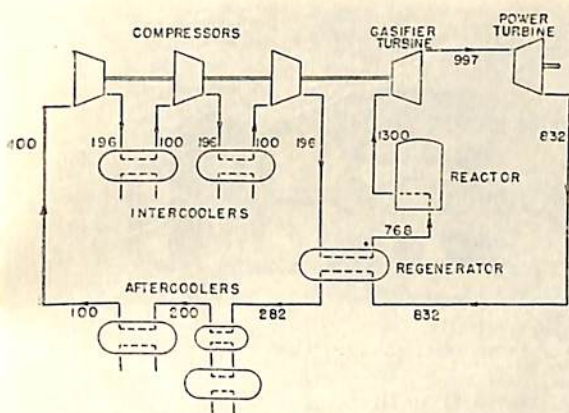 COMPRESSORS
GASIFIER
TURBINE
POWER
TURBINE
997
400
196
100
196
100
196
1300
832
INTERCOOLERS
REACTOR
768
REGENERATOR
AFTERCOOLERS
100
200
282
832